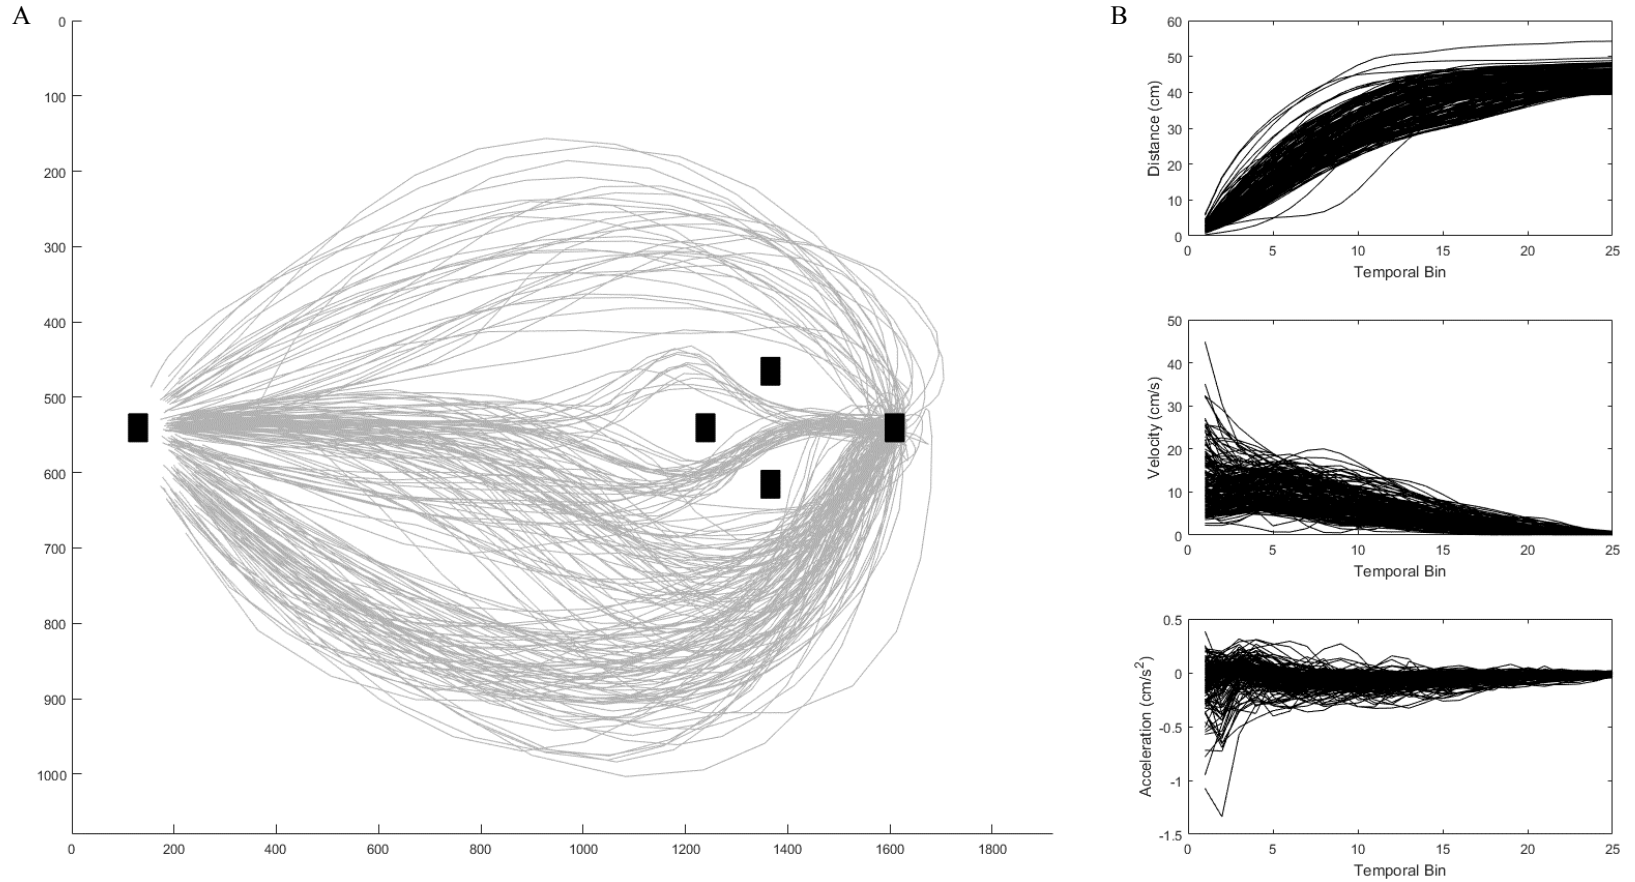 A
0
100
200
300
400
500
600
700
800
900
1000
0 200 400 600 800 1000 1200 1400 1600 1800
B
60
50
40
30
20
10
0
Distance (cm)
0 5 10 15 20 25
Temporal Bin
50
40
30
20
10
0
Velocity (cm/s)
0 5 10 15 20 25
Temporal Bin
0.5
0
-0.5
-1
-1.5
Acceleration (cm/s²)
0 5 10 15 20 25
Temporal Bin